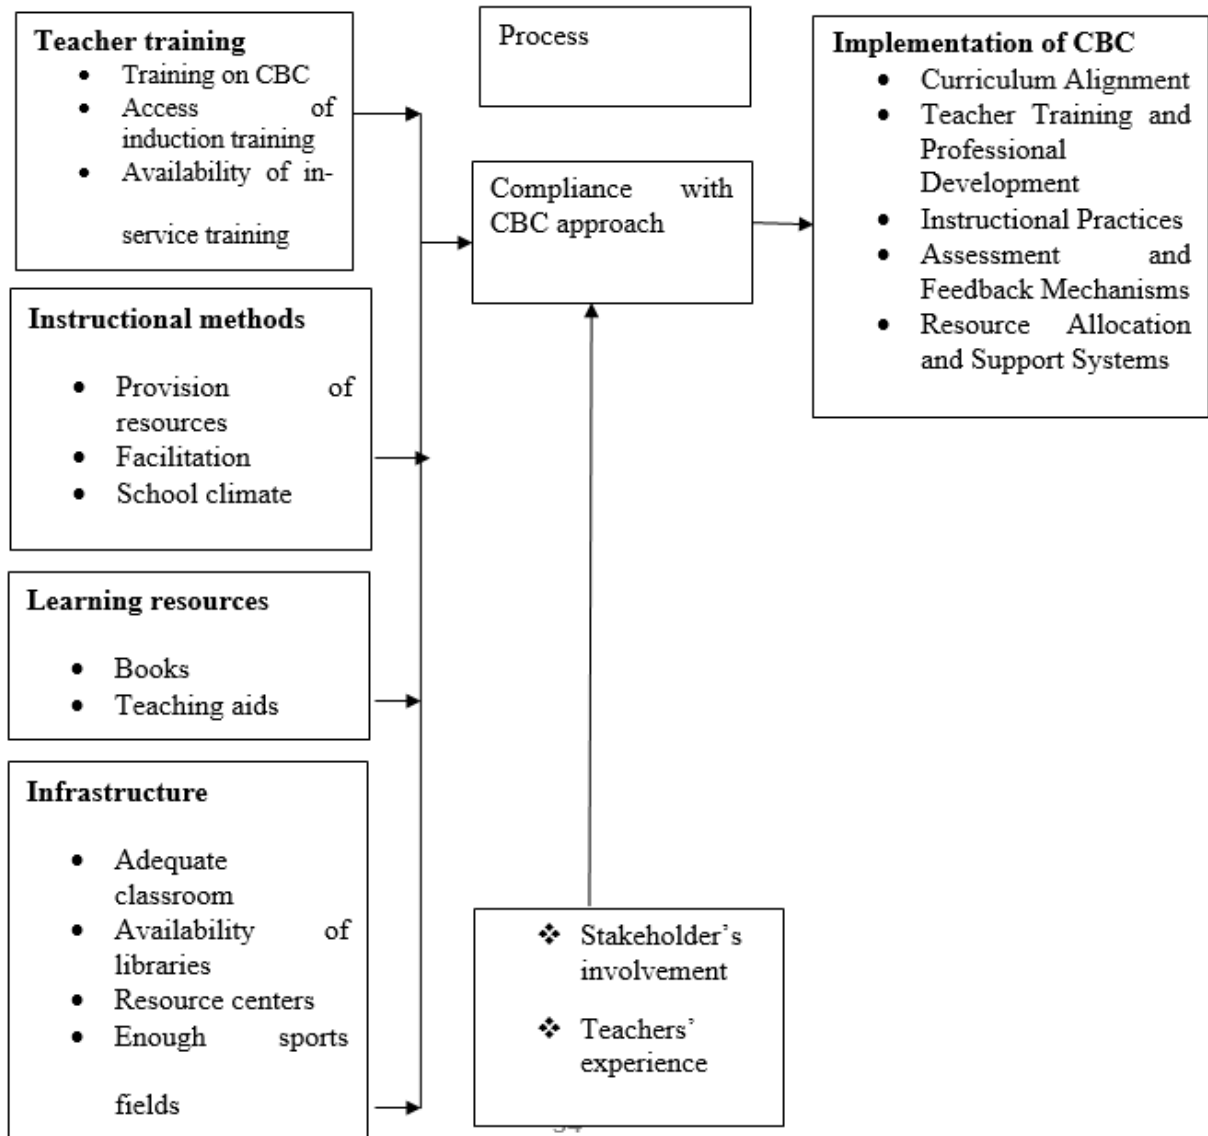 Teacher training
• Training on CBC
• Access of
induction training
• Availability of in-
service training
Instructional methods
• Provision of
resources
• Facilitation
• School climate
Learning resources
• Books
• Teaching aids
Infrastructure
• Adequate
classroom
• Availability of
libraries
• Resource centers
• Enough sports
fields
Process
Compliance with
CBC approach
❖ Stakeholder’s
involvement
❖ Teachers’
experience
Implementation of CBC
• Curriculum Alignment
• Teacher Training and
Professional
Development
• Instructional Practices
• Assessment and
Feedback Mechanisms
• Resource Allocation
and Support Systems